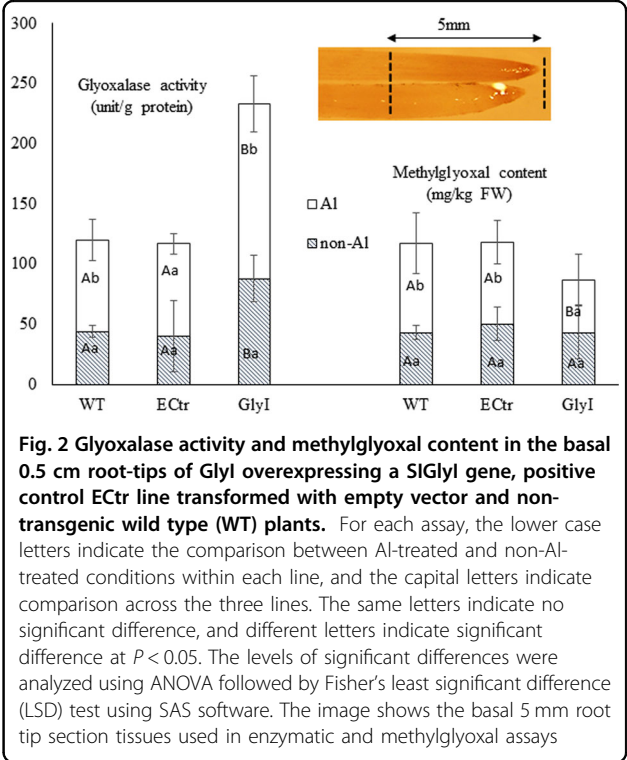 300
250
200
150
100
50
0
5mm
Glyoxalase activity
(unit/g protein)
Methylglyoxal content
(mg/kg FW)
Al
non-Al
Ab
Aa
Bb
Ab
Ab
Ba
Aa
Aa
Ba
Aa
Aa
Aa
WT ECtr GlyI WT ECtr GlyI
Fig. 2 Glyoxalase activity and methylglyoxal content in the basal
0.5 cm root-tips of GlyI overexpressing a SlGlyI gene, positive
control ECtr line transformed with empty vector and non-
transgenic wild type (WT) plants. For each assay, the lower case
letters indicate the comparison between Al-treated and non-Al-
treated conditions within each line, and the capital letters indicate
comparison across the three lines. The same letters indicate no
significant difference, and different letters indicate significant
difference at P < 0.05. The levels of significant differences were
analyzed using ANOVA followed by Fisher's least significant difference
(LSD) test using SAS software. The image shows the basal 5 mm root
tip section tissues used in enzymatic and methylglyoxal assays